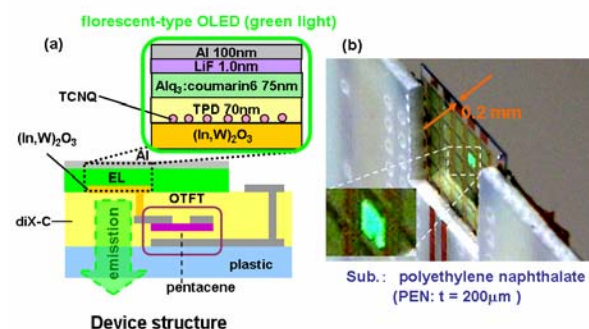 florescent-type OLED (green light)
(a)
Al 100nm
LiF 1.0nm
Alq3:coumarin6 75nm
TCNQ
TPD 70nm
(In,W)2O3
(In,W)2O3
Al
EL
OTFT
diX-C
emisstion
plastic
pentacene
Device structure
(b)
0.2 mm
Sub.: polyethylene naphthalate
(PEN: t = 200μm )